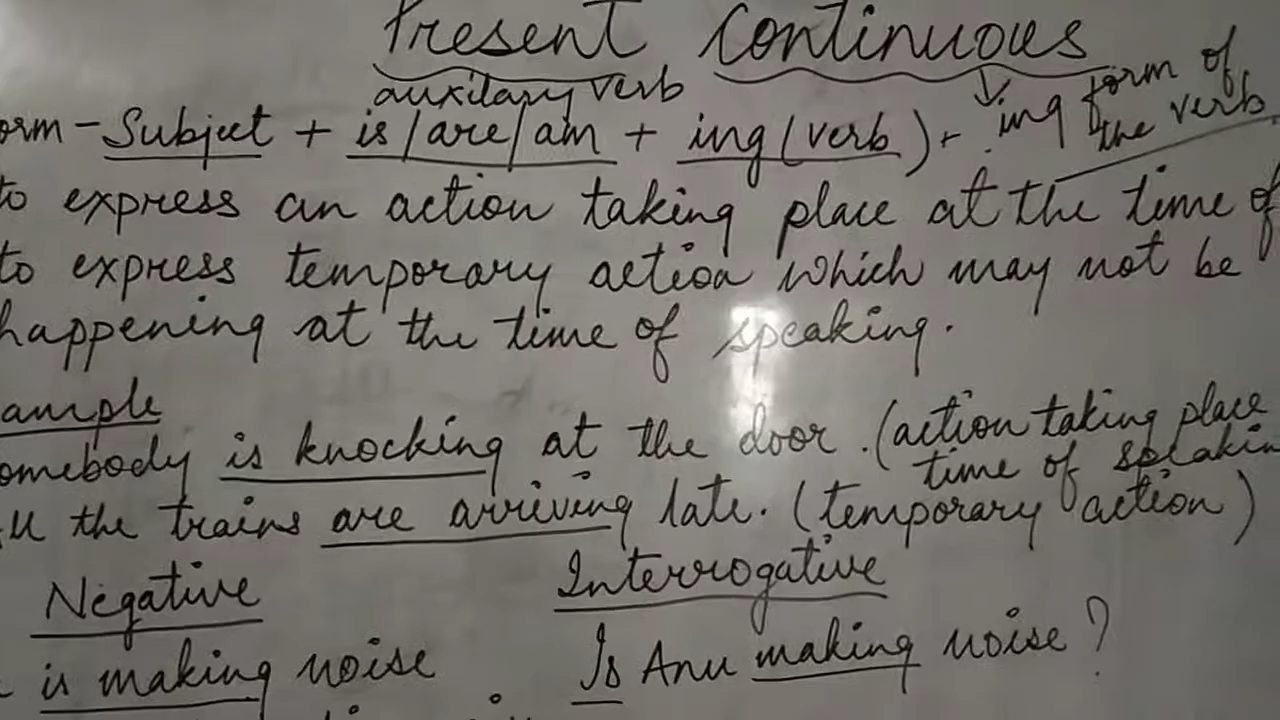 Present Continuous
auxilary verb
orm - Subject + is/are/am + ing (verb) + ing form of the verb
to express an action taking place at the time of
to express temporary action which may not be
happening at the time of speaking.
ample
omebody is knocking at the door. (action taking place
time of speakin
ll the trains are arriving late. (temporary action)
Negative Interrogative
is making noise Is Anu making noise?